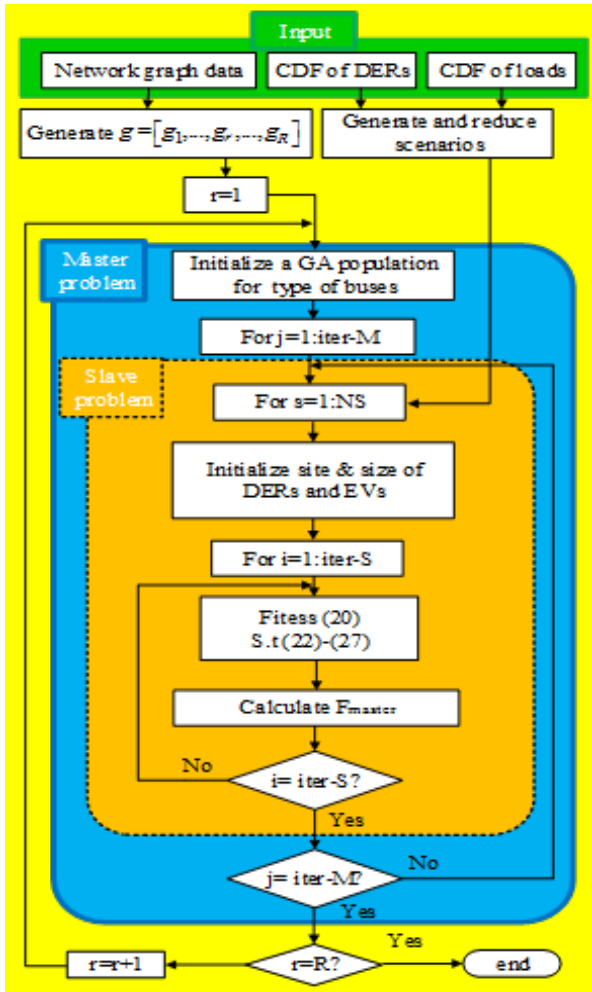 Input
Network graph data
CDF of DERs
CDF of loads
Generate g = [g₁,...,gᵣ,...,g_R]
Generate and reduce
scenarios
r=1
Master
problem
Initialize a GA population
for type of buses
For j=1:iter-M
Slave
problem
For s=1:NS
Initialize site & size of
DERs and EVs
For i=1:iter-S
Fitess (20)
S.t (22)-(27)
Calculate Fmaster
No
i= iter-S?
Yes
j= iter-M?
No
Yes
r=r+1
r=R?
Yes
end